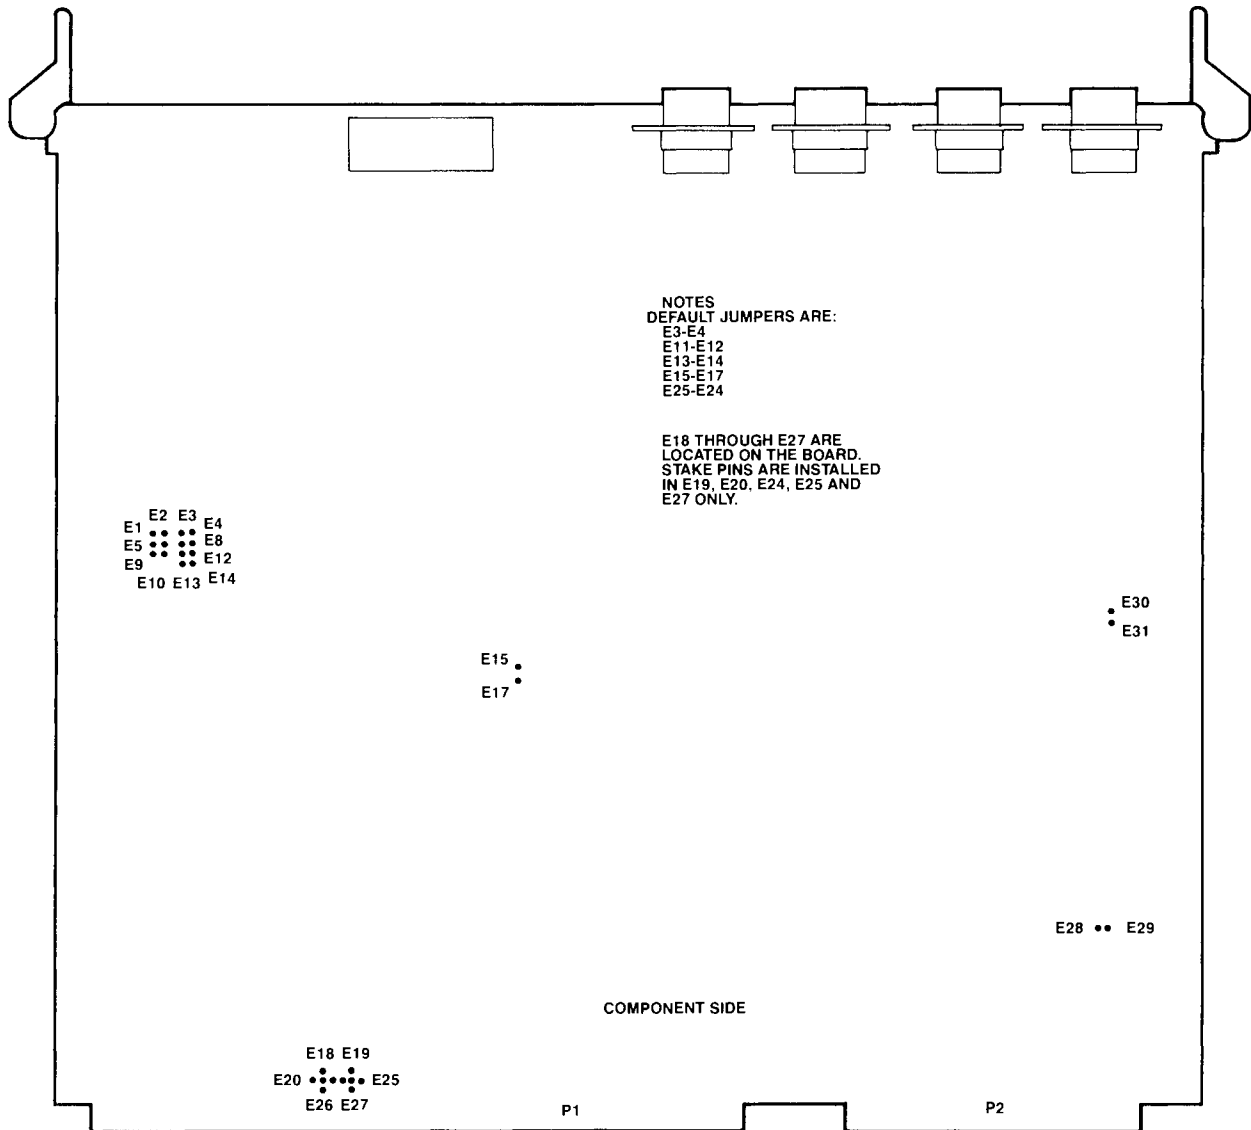 NOTES
DEFAULT JUMPERS ARE:
E3-E4
E11-E12
E13-E14
E15-E17
E25-E24
E18 THROUGH E27 ARE
LOCATED ON THE BOARD.
STAKE PINS ARE INSTALLED
IN E19, E20, E24, E25 AND
E27 ONLY.
E2 E3
E1 E4
E5 E8
E9 E12
E10 E13 E14
E30
E31
E15
E17
E28 E29
COMPONENT SIDE
E18 E19
E20 E25
E26 E27
P1 P2